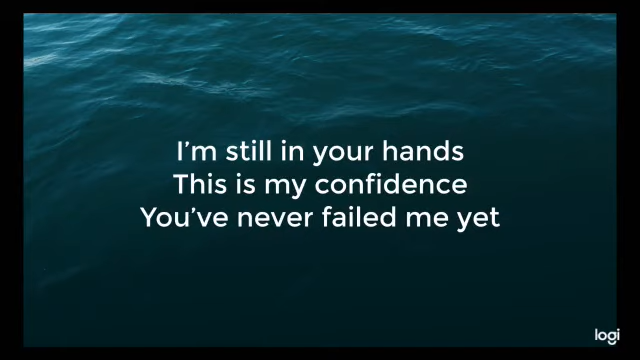 I'm still in your hands
This is my confidence
You've never failed me yet
logi